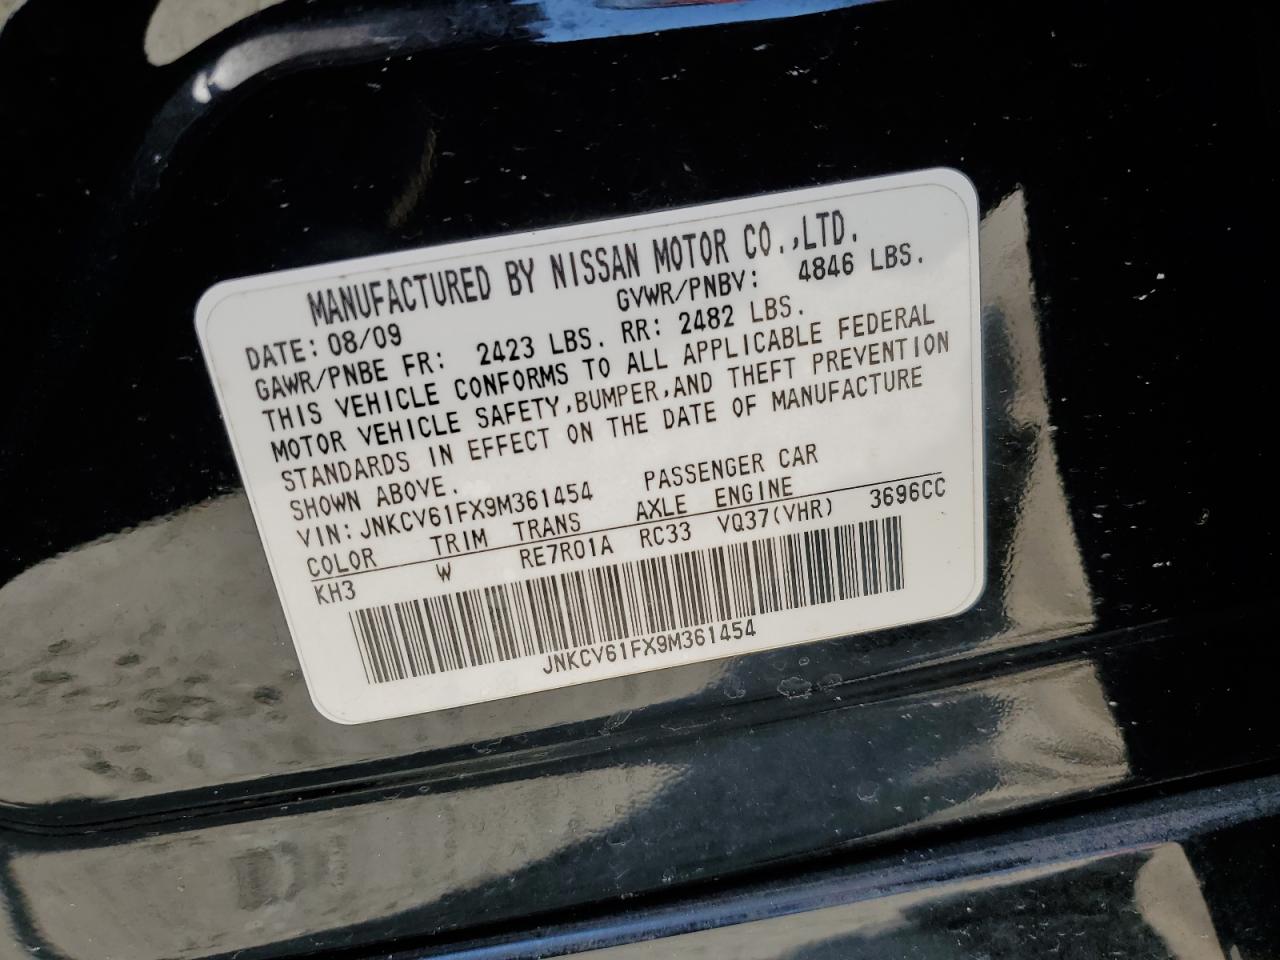 MANUFACTURED BY NISSAN MOTOR CO.,LTD.
DATE: 08/09 GVWR/PNBV: 4846 LBS.
GAWR/PNBE FR: 2423 LBS. RR: 2482 LBS.
THIS VEHICLE CONFORMS TO ALL APPLICABLE FEDERAL
MOTOR VEHICLE SAFETY,BUMPER,AND THEFT PREVENTION
STANDARDS IN EFFECT ON THE DATE OF MANUFACTURE
SHOWN ABOVE.
VIN:JNKCV61FX9M361454 PASSENGER CAR
COLOR TRIM TRANS AXLE ENGINE
KH3 W RE7R01A RC33 VQ37(VHR) 3696CC
JNKCV61FX9M361454